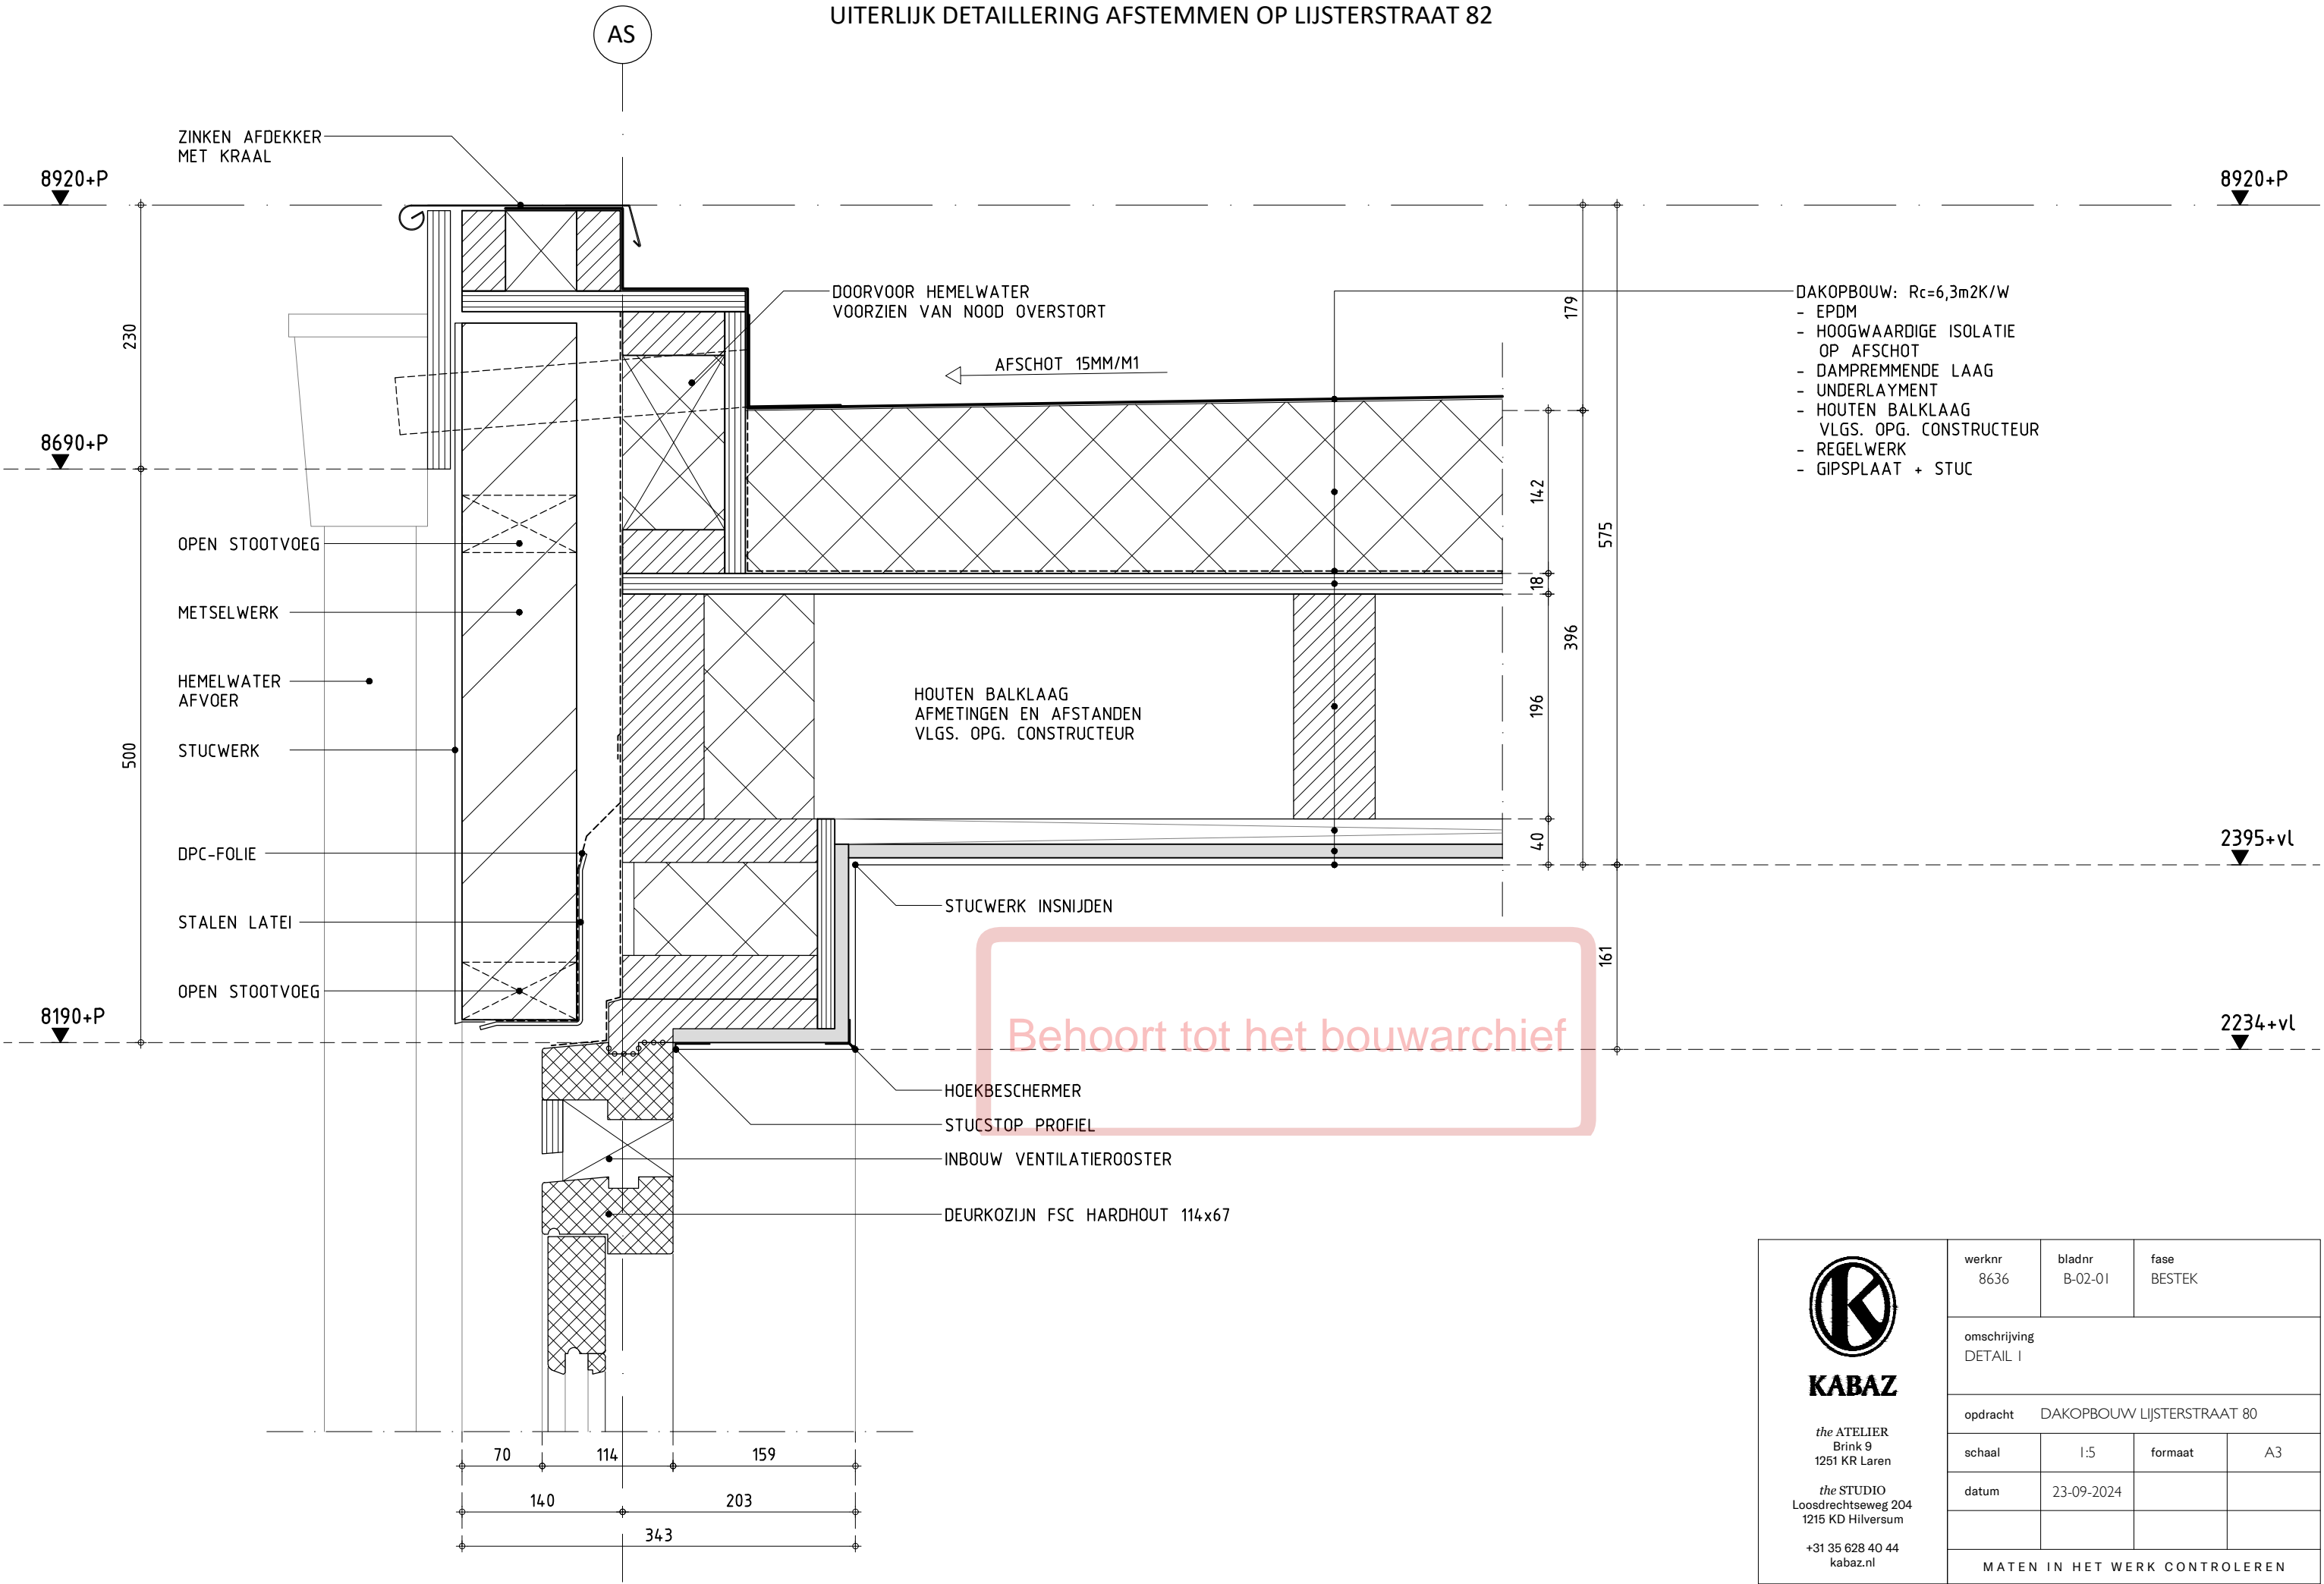 UITERLIJK DETAILLERING AFSTEMMEN OP LIJSTERSTRAAT 82
AS
ZINKEN AFDEKKER
MET KRAAL
8920+P
8920+P
DOORVOOR HEMELWATER
VOORZIEN VAN NOOD OVERSTORT
DAKOPBOUW: Rc=6,3m2K/W
- EPDM
- HOOGWAARDIGE ISOLATIE
OP AFSCHOT
- DAMPREMMENDE LAAG
- UNDERLAYMENT
- HOUTEN BALKLAAG
VLGS. OPG. CONSTRUCTEUR
- REGELWERK
- GIPSPLAAT + STUC
230
179
AFSCHOT 15MM/M1
8690+P
142
575
OPEN STOOTVOEG
18
METSELWERK
396
HEMELWATER
AFVOER
HOUTEN BALKLAAG
AFMETINGEN EN AFSTANDEN
VLGS. OPG. CONSTRUCTEUR
196
STUCWERK
500
DPC-FOLIE
40
2395+vl
STUCWERK INSNIJDEN
STALEN LATEI
161
OPEN STOOTVOEG
8190+P
Behoort tot het bouwarchief
2234+vl
HOEKBESCHERMER
STUCSTOP PROFIEL
INBOUW VENTILATIEROOSTER
DEURKOZIJN FSC HARDHOUT 114x67
70
114
159
140
203
343
K
KABAZ
the ATELIER
Brink 9
1251 KR Laren
the STUDIO
Loosdrechtseweg 204
1215 KD Hilversum
+31 35 628 40 44
kabaz.nl
werknr
8636
bladnr
B-02-01
fase
BESTEK
omschrijving
DETAIL 1
opdracht DAKOPBOUW LIJSTERSTRAAT 80
schaal 1:5 formaat A3
datum 23-09-2024
MATEN IN HET WERK CONTROLEREN